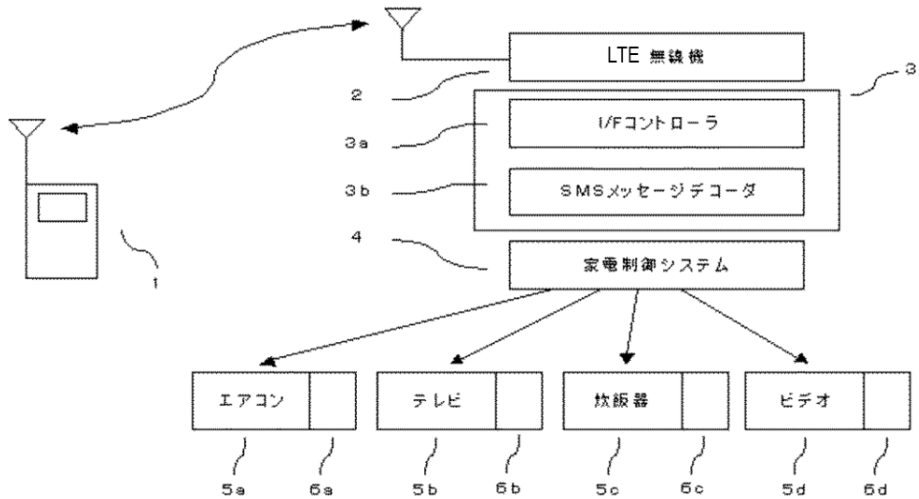 LTE 無線機
2
3
3a
I/Fコントローラ
3b
SMSメッセージデコーダ
1
4
家電制御システム
エアコン
テレビ
炊飯器
ビデオ
5a
6a
5b
6b
5c
6c
5d
6d